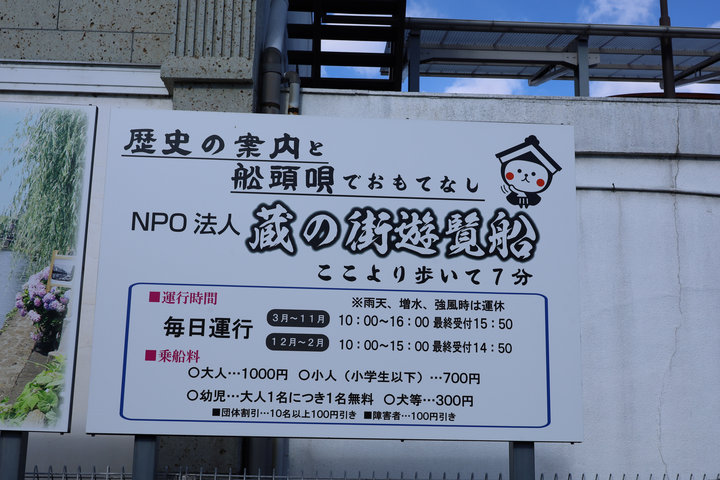 歴史の案内と
船頭唄でおもてなし
NPO法人 蔵の街遊覧船
ここより歩いて7分
■運行時間 ※雨天、増水、強風時は運休
毎日運行 3月～11月 10：00～16：00 最終受付15：50
12月～2月 10：00～15：00 最終受付14：50
■乗船料
○大人…1000円 ○小人（小学生以下）…700円
○幼児…大人1名につき1名無料 ○犬等…300円
■団体割引…10名以上100円引き ■障害者…100円引き